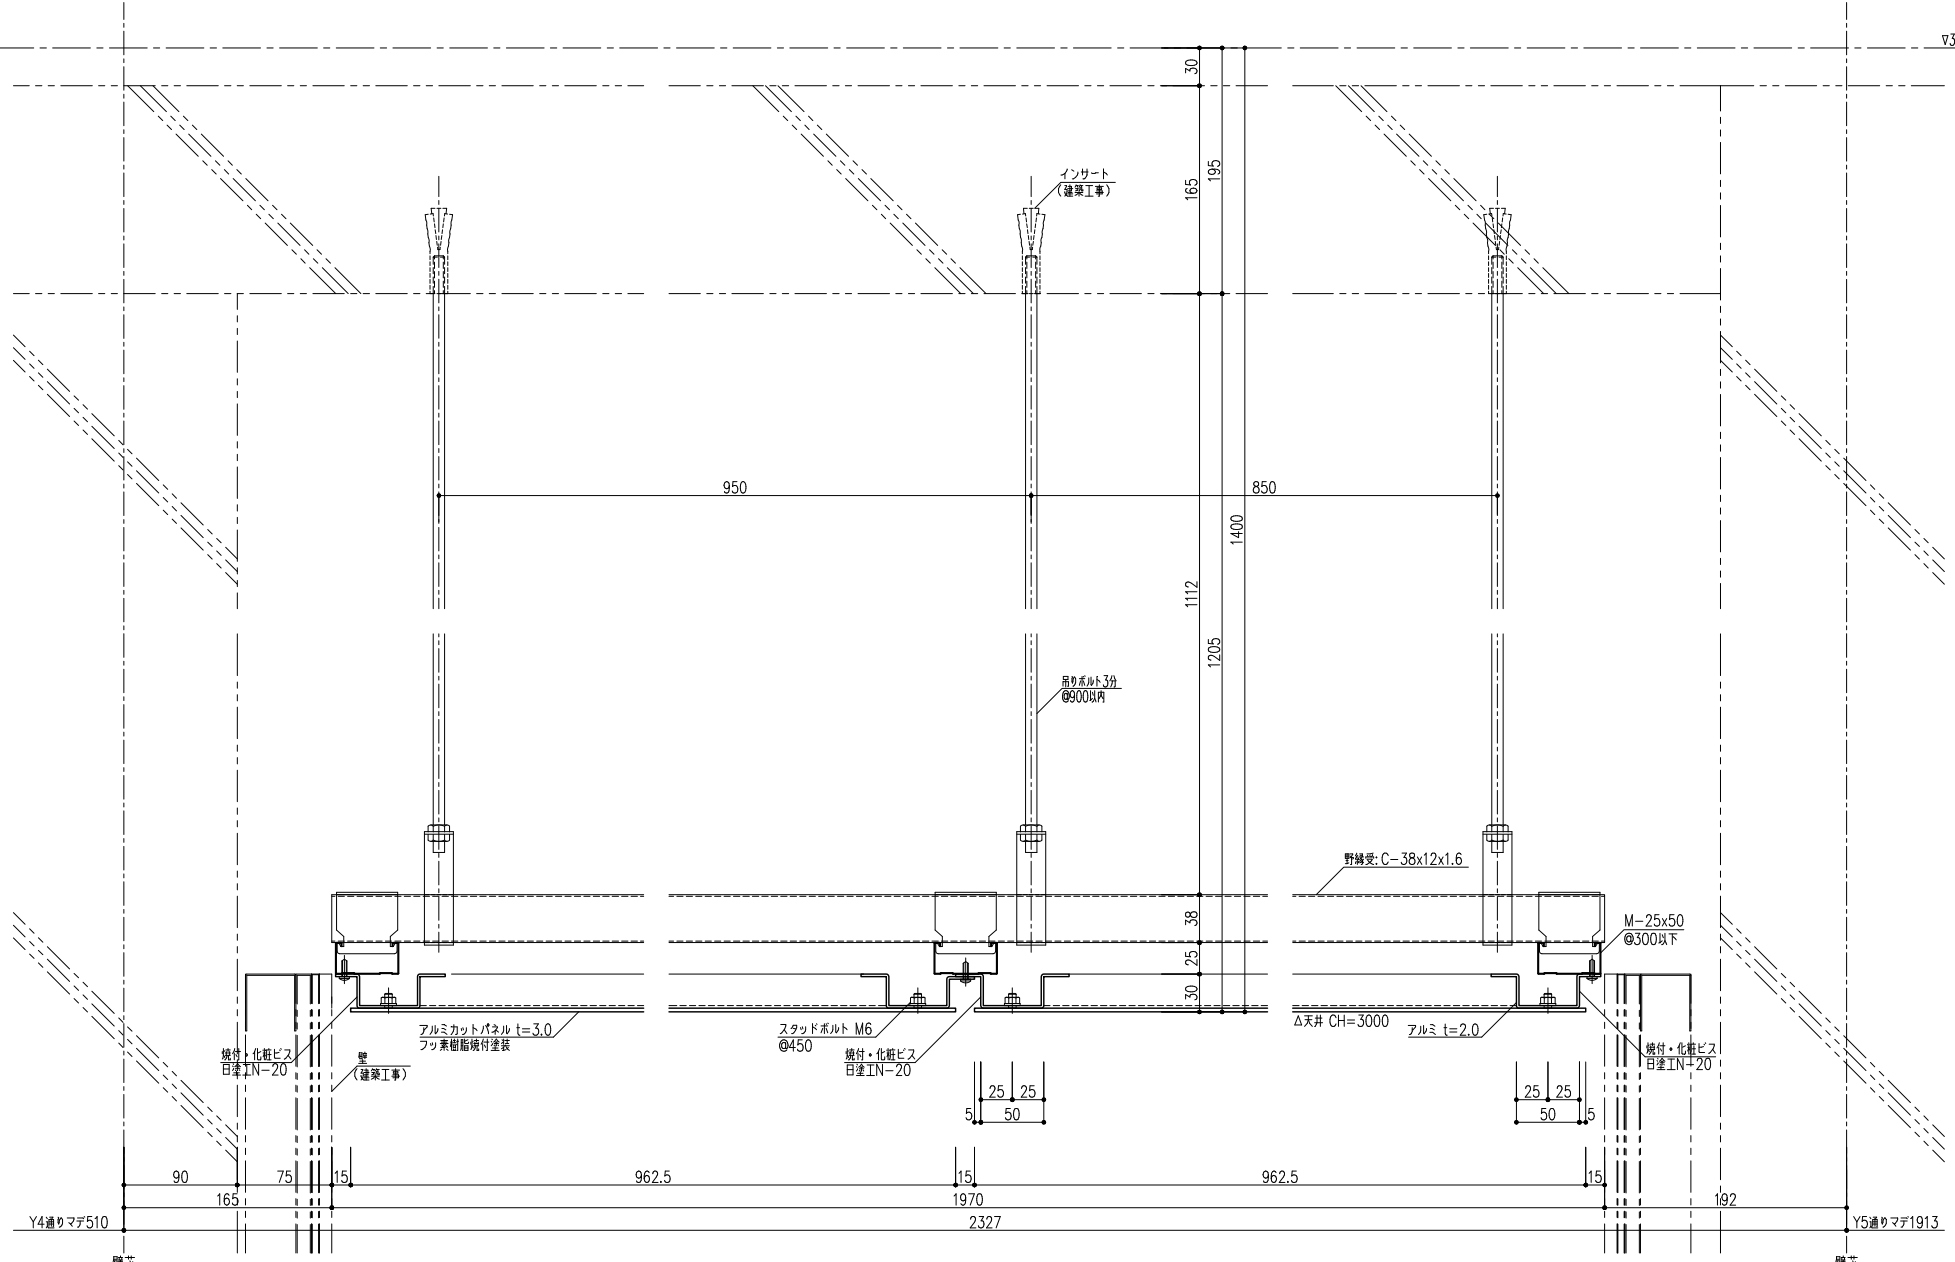 ▽3
30
インサート
(建築工事)
165
195
950
850
1400
1112
1205
吊りボルト3分
@900以内
野縁受:C-38x12x1.6
M-25x50
@300以下
38
25
30
アルミカットパネル t=3.0
フッ素樹脂焼付塗装
スタッドボルト M6
@450
△天井 CH=3000
アルミ t=2.0
焼付・化粧ビス
日塗工N-20
壁
(建築工事)
焼付・化粧ビス
日塗工N-20
焼付・化粧ビス
日塗工N-20
25 25
5 50
25 25
50 5
90 75 15 962.5 15 962.5 15
165 1970 192
Y4通りマデ510 2327 Y5通りマデ1913